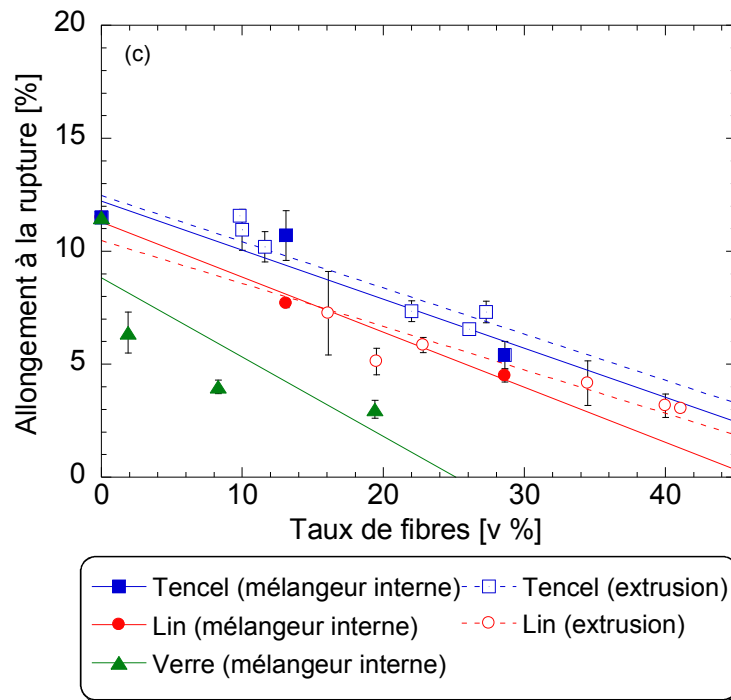 20
(c)
15
10
5
0
0
10
20
30
40
Allongement à la rupture [%]
Taux de fibres [v %]
Tencel (mélangeur interne)
Tencel (extrusion)
Lin (mélangeur interne)
Lin (extrusion)
Verre (mélangeur interne)